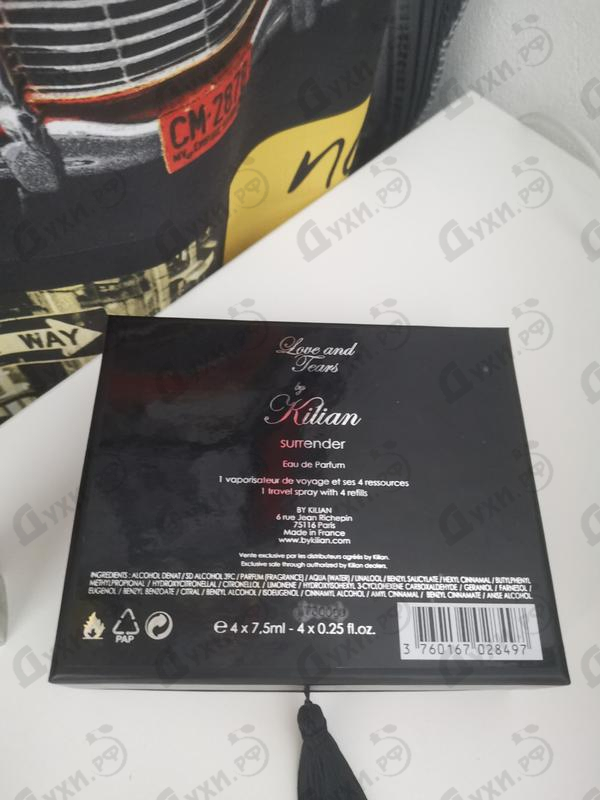 CM·2878
no
WAY
Love and
Tears
by
Kilian
surrender
Eau de Parfum
1 vaporisateur de voyage et ses 4 ressources
1 travel spray with 4 refills
BY KILIAN
6 rue Jean Richepin
75116 Paris
Made in France
www.bykilian.com
Vente exclusive par les distributeurs agréés by Kilian.
Exclusive sale through authorized by Kilian dealers.
INGREDIENTS : ALCOHOL DENAT / SD ALCOHOL 39C / PARFUM (FRAGRANCE) / AQUA (WATER) / LINALOOL / BENZYL SALICYLATE / HEXYL CINNAMAL / BUTYLPHENYL
METHYLPROPIONAL / HYDROXYCITRONELLAL / CITRONELLOL / LIMONENE / HYDROXYISOHEXYL 3-CYCLOHEXENE CARBOXALDEHYDE / GERANIOL / FARNESOL /
EUGENOL / BENZYL BENZOATE / CITRAL / BENZYL ALCOHOL / ISOEUGENOL / CINNAMYL ALCOHOL / AMYL CINNAMAL / BENZYL CINNAMATE / ANISE ALCOHOL
PAP
℮ 4 x 7,5ml - 4 x 0.25 fl.oz.
3 760167 028497
Духи.РФ